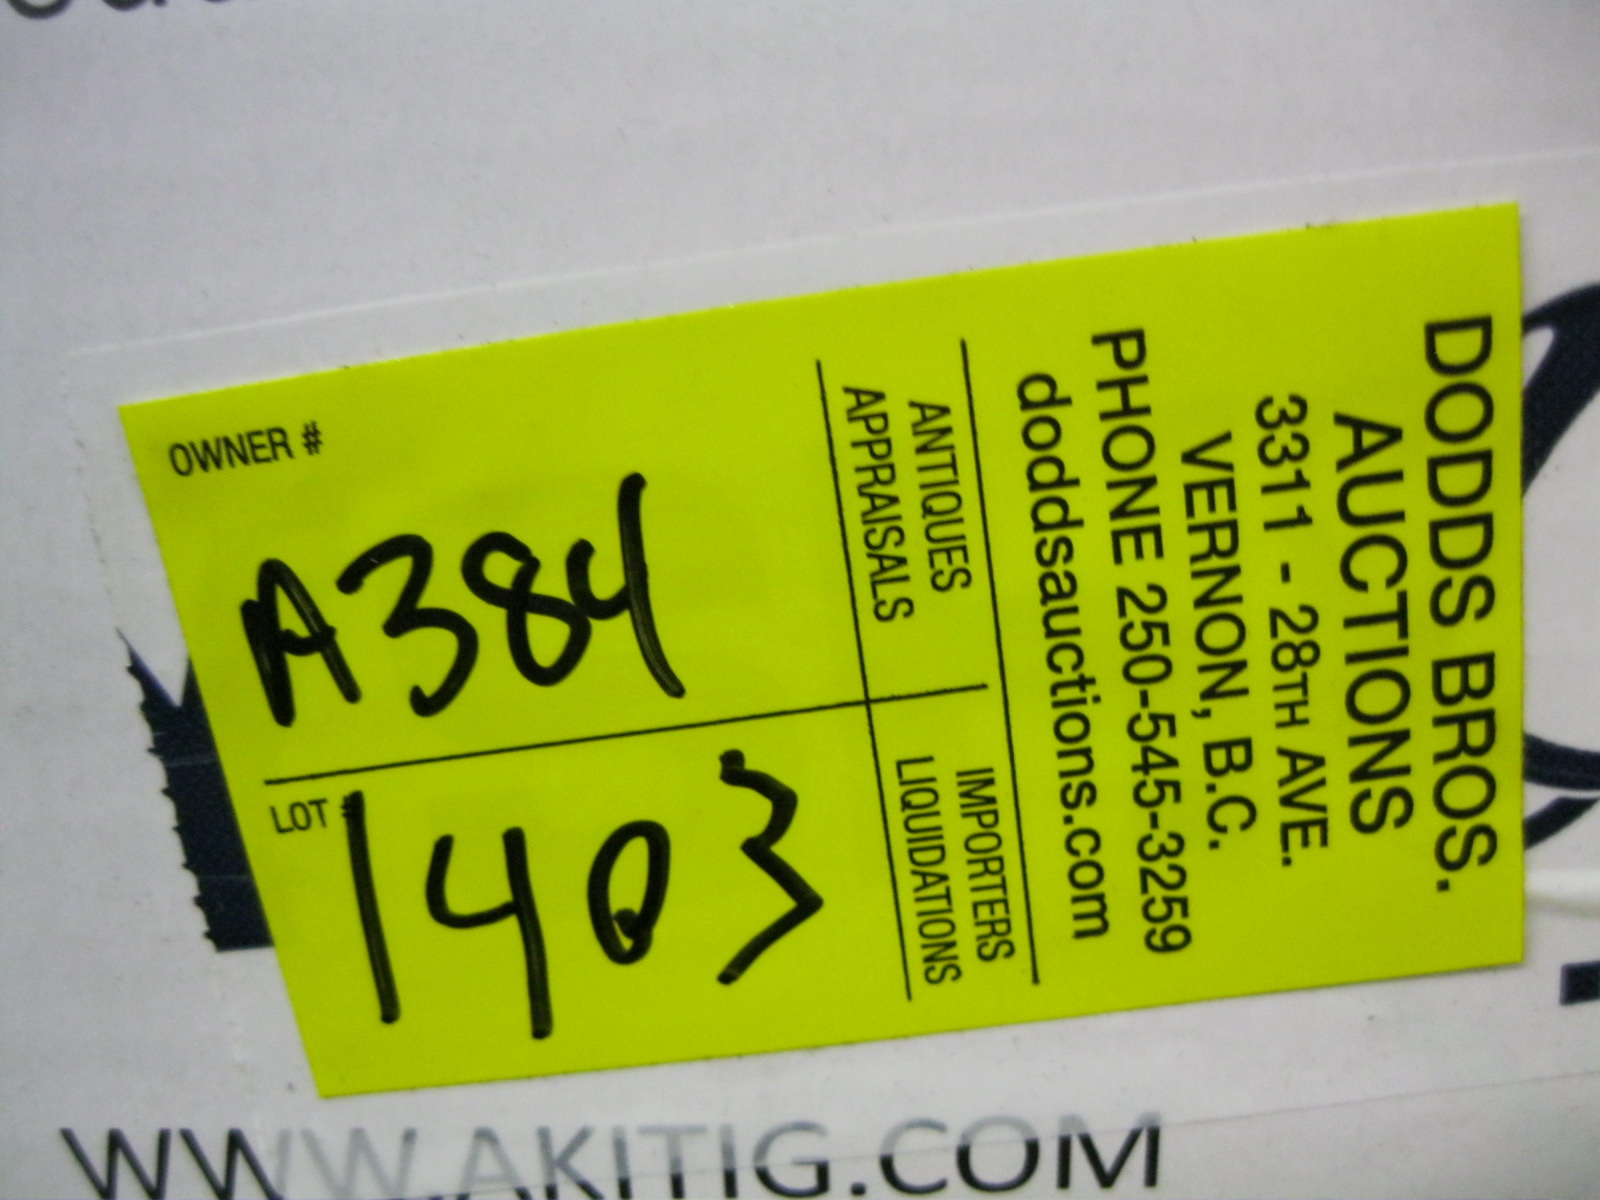 DODDS BROS.
AUCTIONS
3311 - 28TH AVE.
VERNON, B.C.
PHONE 250-545-3259
doddsauctions.com
ANTIQUES
APPRAISALS
IMPORTERS
LIQUIDATIONS
OWNER #
A384
LOT #
1403
WWW.AKITIG.COM